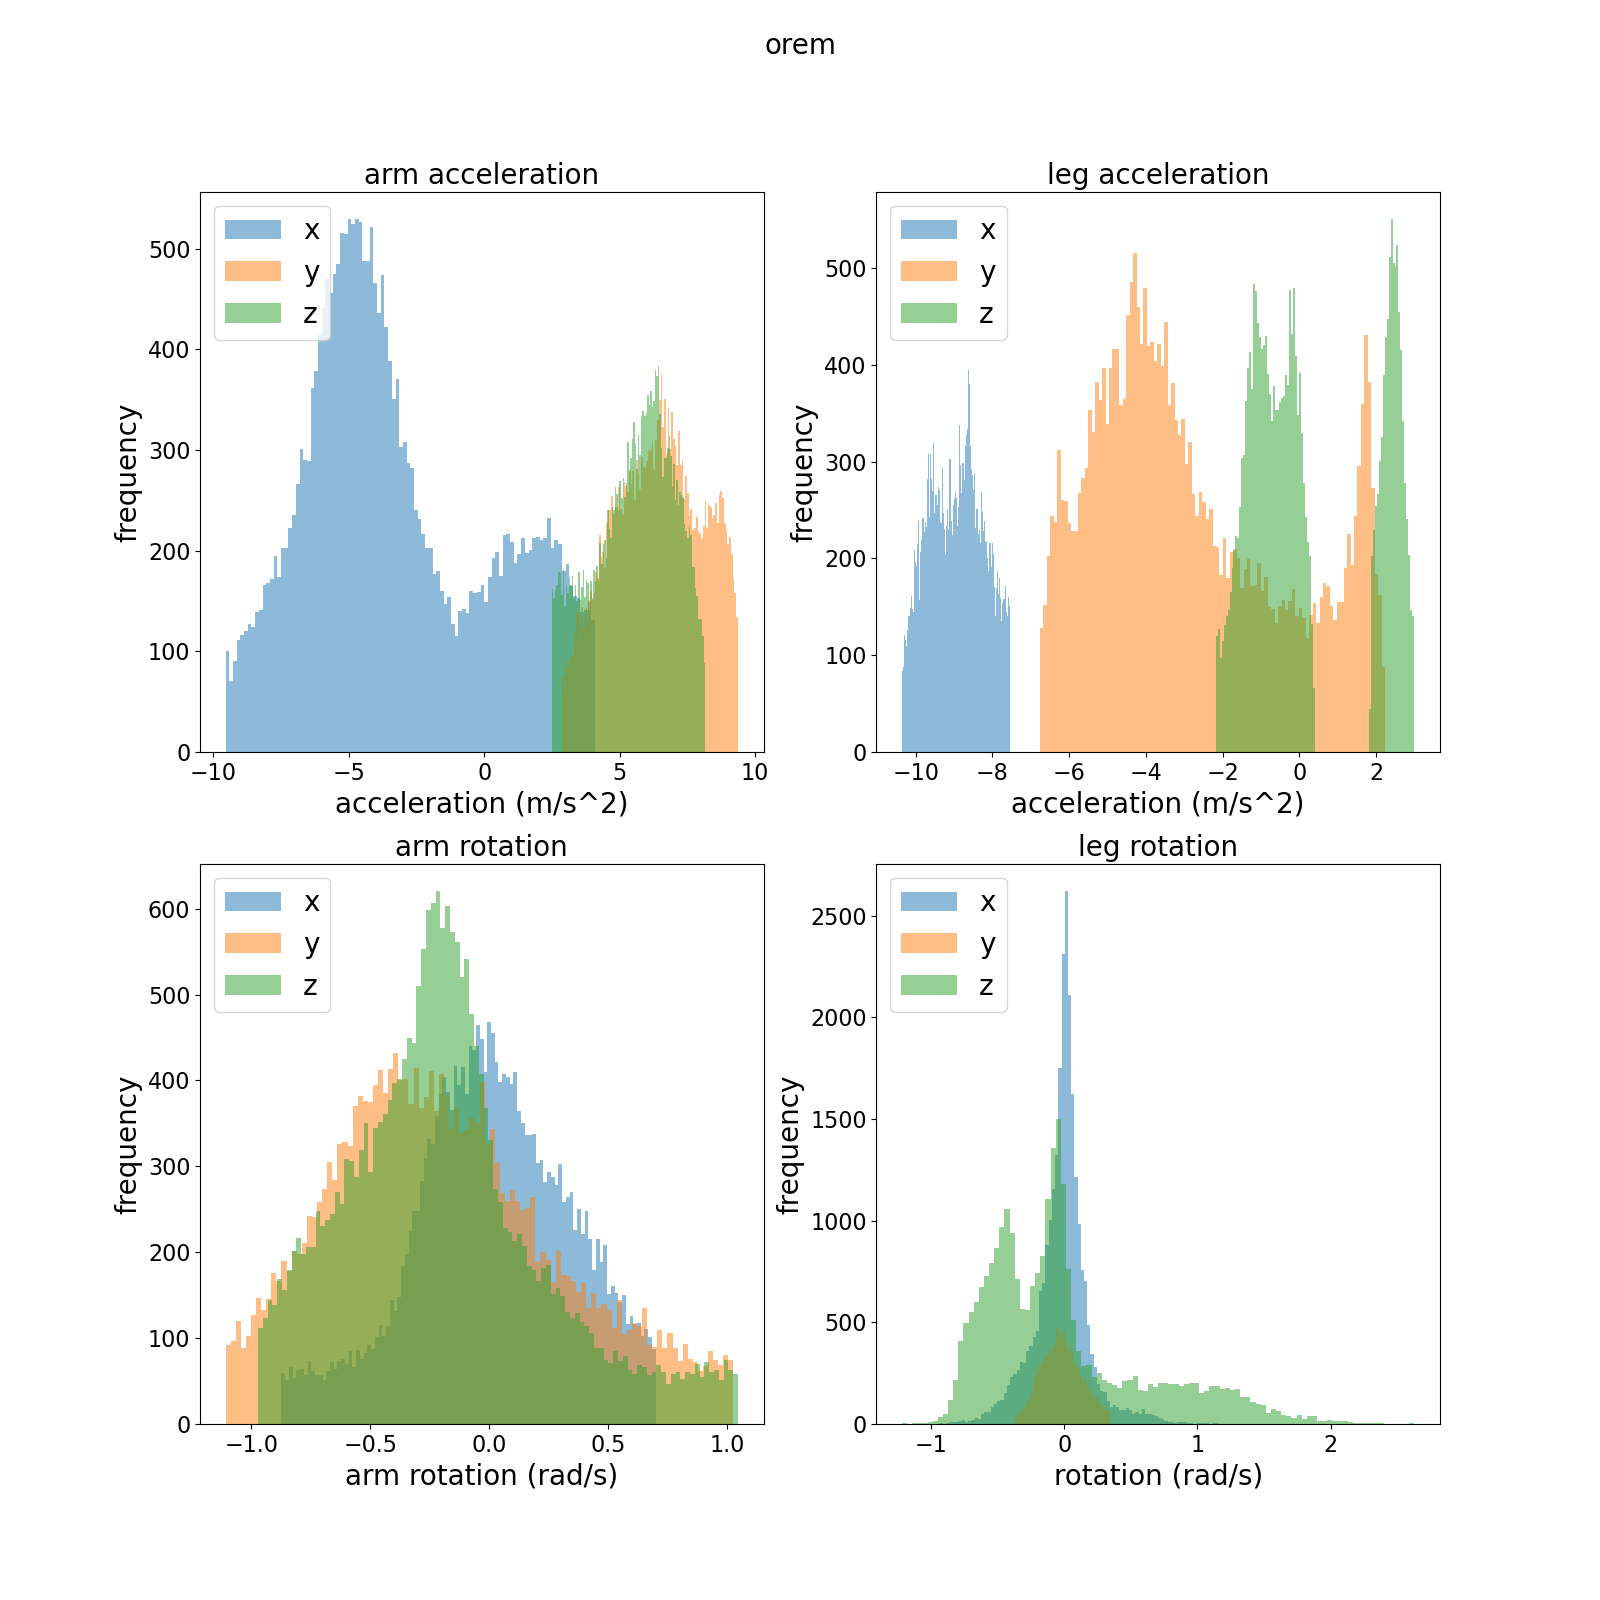 orem
arm acceleration
x
y
z
frequency
0
100
200
300
400
500
−10
−5
0
5
10
acceleration (m/s^2)
leg acceleration
x
y
z
frequency
0
100
200
300
400
500
−10
−8
−6
−4
−2
0
2
acceleration (m/s^2)
arm rotation
x
y
z
frequency
0
100
200
300
400
500
600
−1.0
−0.5
0.0
0.5
1.0
arm rotation (rad/s)
leg rotation
x
y
z
frequency
0
500
1000
1500
2000
2500
−1
0
1
2
rotation (rad/s)